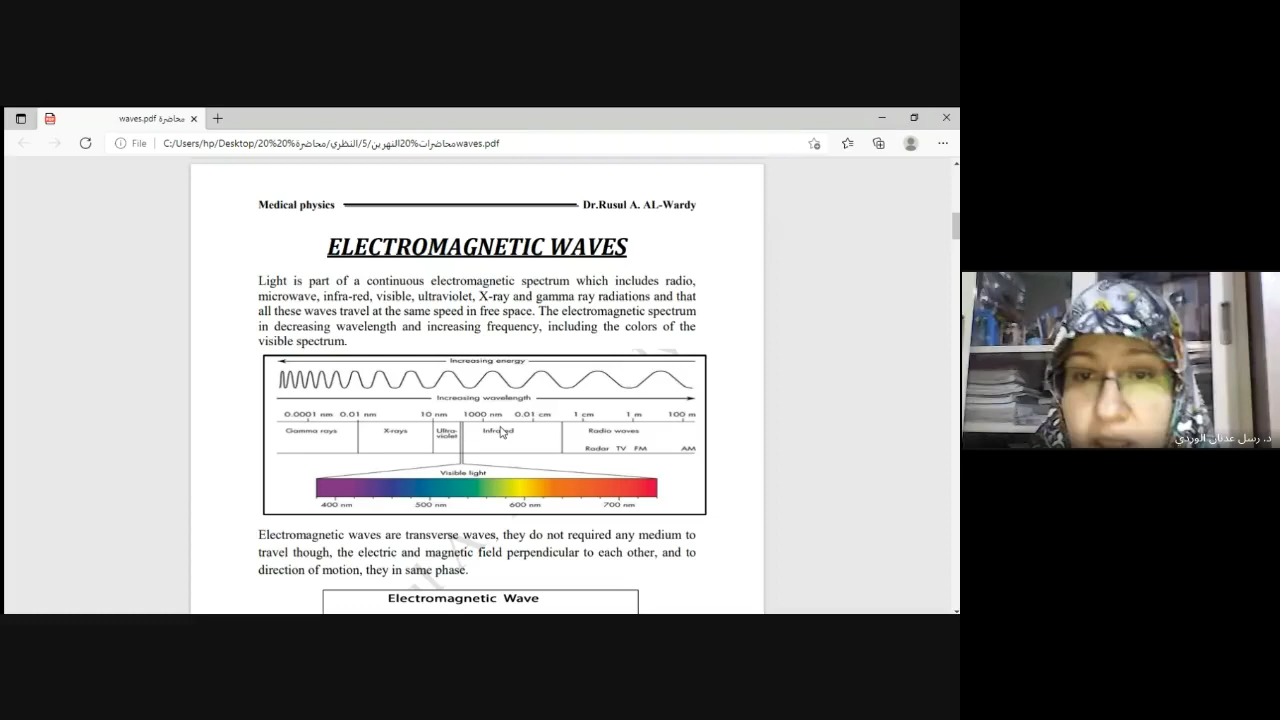 محاضرة waves.pdf
File
C:/Users/hp/Desktop/20%20محاضرات%20النهرين/5/النظري/محاضرة%20waves.pdf
Medical physics
Dr.Rusul A. AL-Wardy
ELECTROMAGNETIC WAVES
Light is part of a continuous electromagnetic spectrum which includes radio,
microwave, infra-red, visible, ultraviolet, X-ray and gamma ray radiations and that
all these waves travel at the same speed in free space. The electromagnetic spectrum
in decreasing wavelength and increasing frequency, including the colors of the
visible spectrum.
Increasing energy
Increasing wavelength
0.0001 nm 0.01 nm 10 nm 1000 nm 0.01 cm 1 cm 1 m 100 m
Gamma rays X-rays Ultra-violet Infrared Radio waves
Radar TV FM AM
Visible light
400 nm 500 nm 600 nm 700 nm
Electromagnetic waves are transverse waves, they do not required any medium to
travel though, the electric and magnetic field perpendicular to each other, and to
direction of motion, they in same phase.
Electromagnetic Wave
د. رسل عدنان الوردي